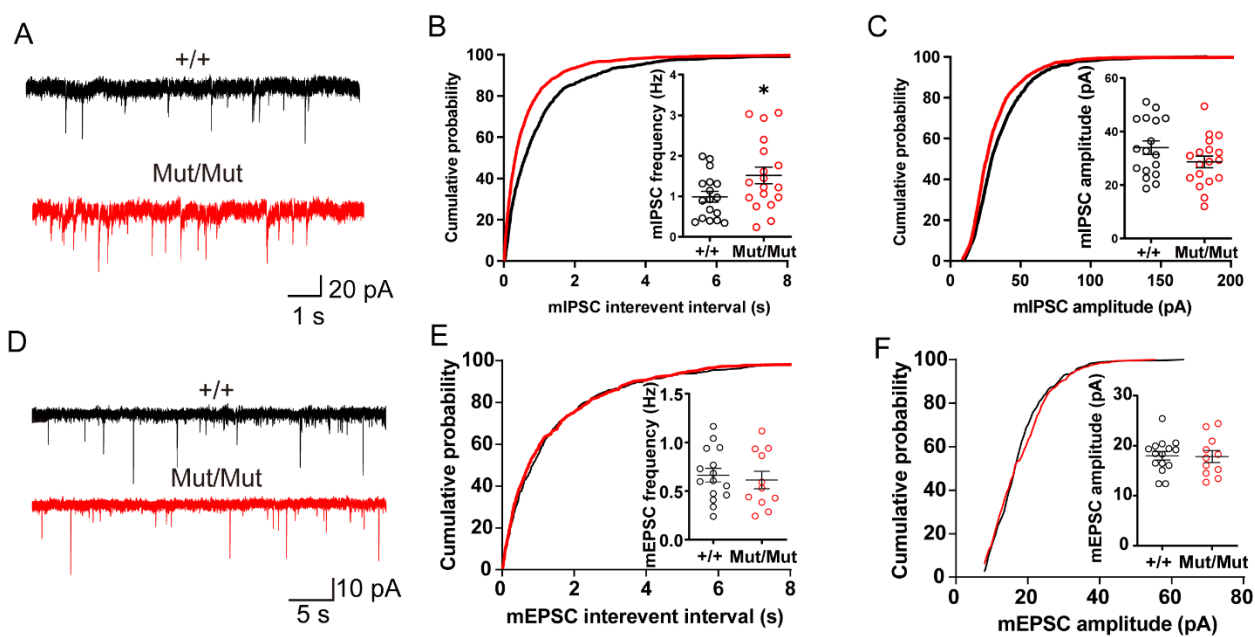 A
+/+
Mut/Mut
20 pA
1 s
B
Cumulative probability
100
80
60
40
20
0
0 2 4 6 8
mIPSC interevent interval (s)
mIPSC frequency (Hz)
4
3
2
1
0
*
+/+ Mut/Mut
C
Cumulative probability
100
80
60
40
20
0
0 50 100 150 200
mIPSC amplitude (pA)
mIPSC amplitude (pA)
80
60
40
20
0
+/+ Mut/Mut
D
+/+
Mut/Mut
10 pA
5 s
E
Cumulative probability
100
80
60
40
20
0
0 2 4 6 8
mEPSC interevent interval (s)
mEPSC frequency (Hz)
1.5
1.0
0.5
0.0
+/+ Mut/Mut
F
Cumulative probability
100
80
60
40
20
0
0 20 40 60 80
mEPSC amplitude (pA)
mEPSC amplitude (pA)
30
20
10
0
+/+ Mut/Mut